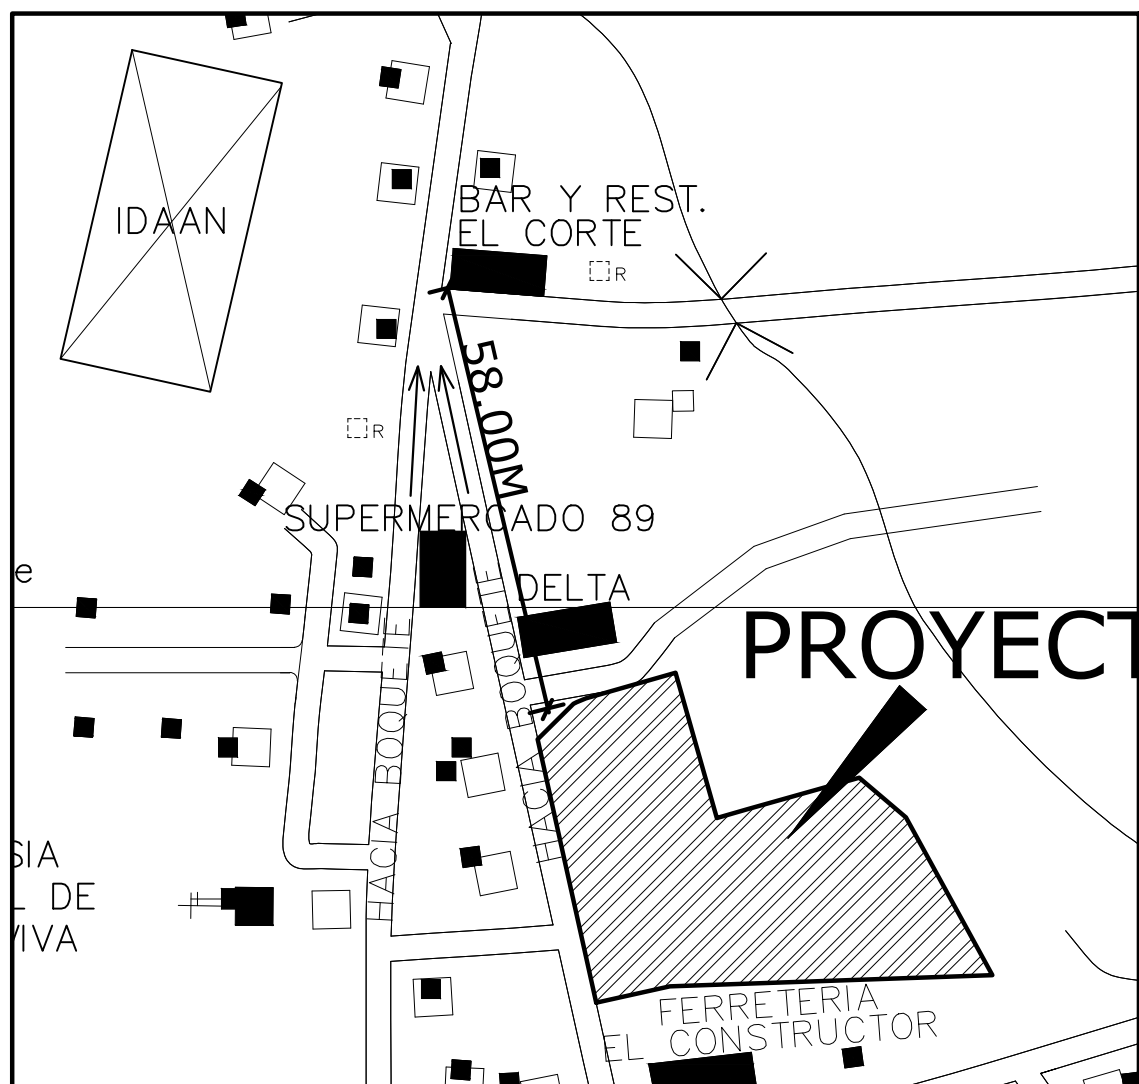 BAR Y REST.
EL CORTE
IDAAN
R
58.00M
R
SUPERMERCADO 89
e
DELTA
PROYECT
HACIA BOQUETE
HACIA BOQUETE
SIA
L DE
VIVA
FERRETERIA
EL CONSTRUCTOR